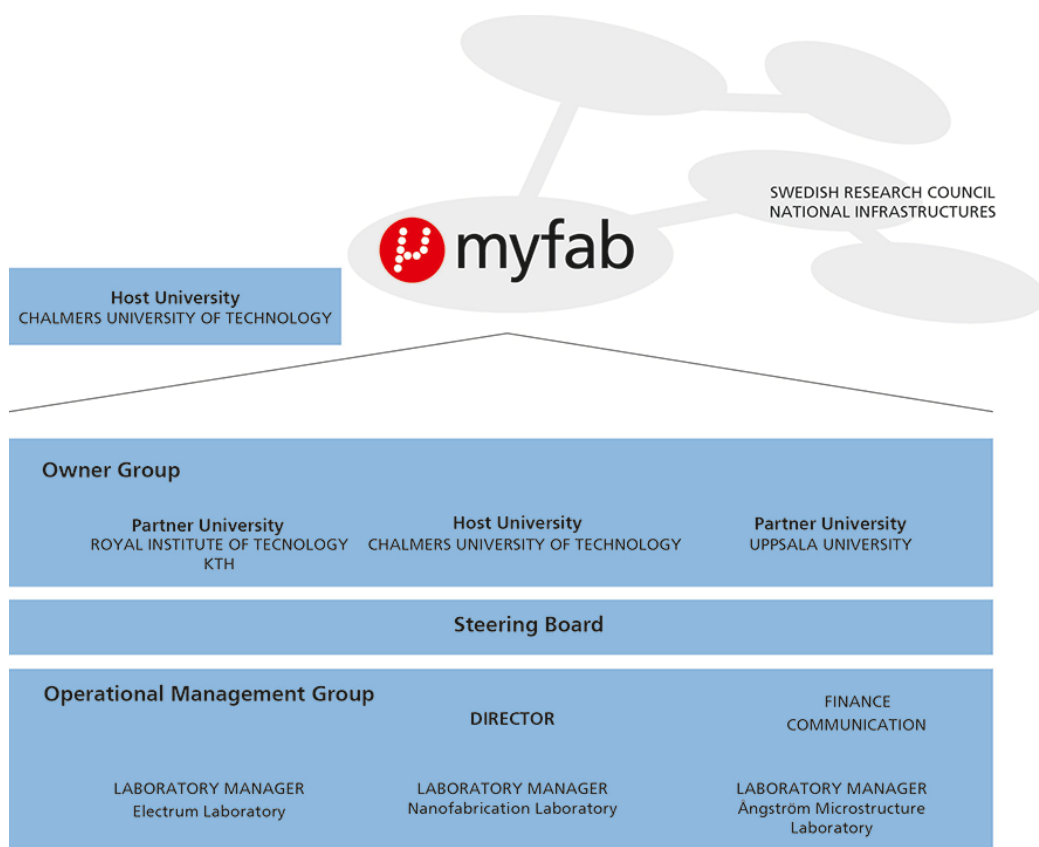 SWEDISH RESEARCH COUNCIL
NATIONAL INFRASTRUCTURES
µ myfab
Host University
CHALMERS UNIVERSITY OF TECHNOLOGY
Owner Group
Partner University
ROYAL INSTITUTE OF TECNOLOGY
KTH
Host University
CHALMERS UNIVERSITY OF TECHNOLOGY
Partner University
UPPSALA UNIVERSITY
Steering Board
Operational Management Group
DIRECTOR
FINANCE
COMMUNICATION
LABORATORY MANAGER
Electrum Laboratory
LABORATORY MANAGER
Nanofabrication Laboratory
LABORATORY MANAGER
Ångström Microstructure
Laboratory